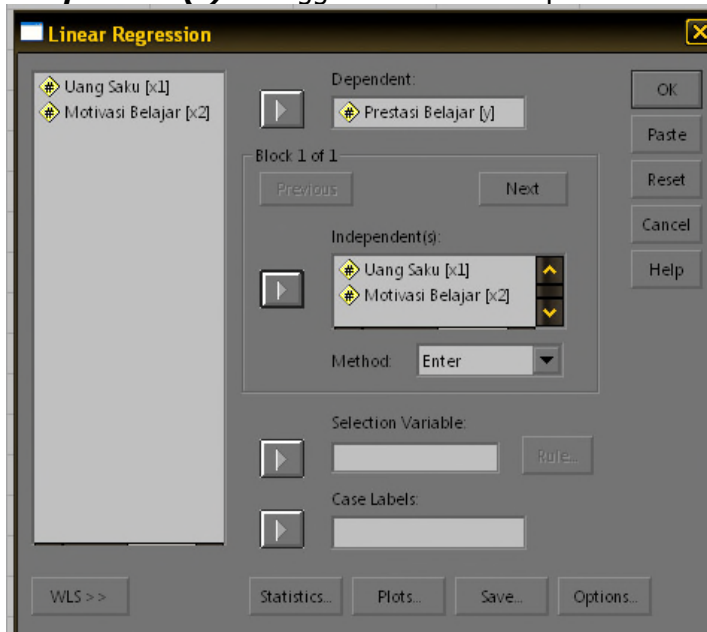 Linear Regression
Uang Saku [x1]
Motivasi Belajar [x2]
Dependent:
Prestasi Belajar [y]
Block 1 of 1
Previous
Next
Independent(s):
Uang Saku [x1]
Motivasi Belajar [x2]
Method:
Enter
Selection Variable:
Rule...
Case Labels:
WLS >>
Statistics...
Plots...
Save...
Options...
OK
Paste
Reset
Cancel
Help